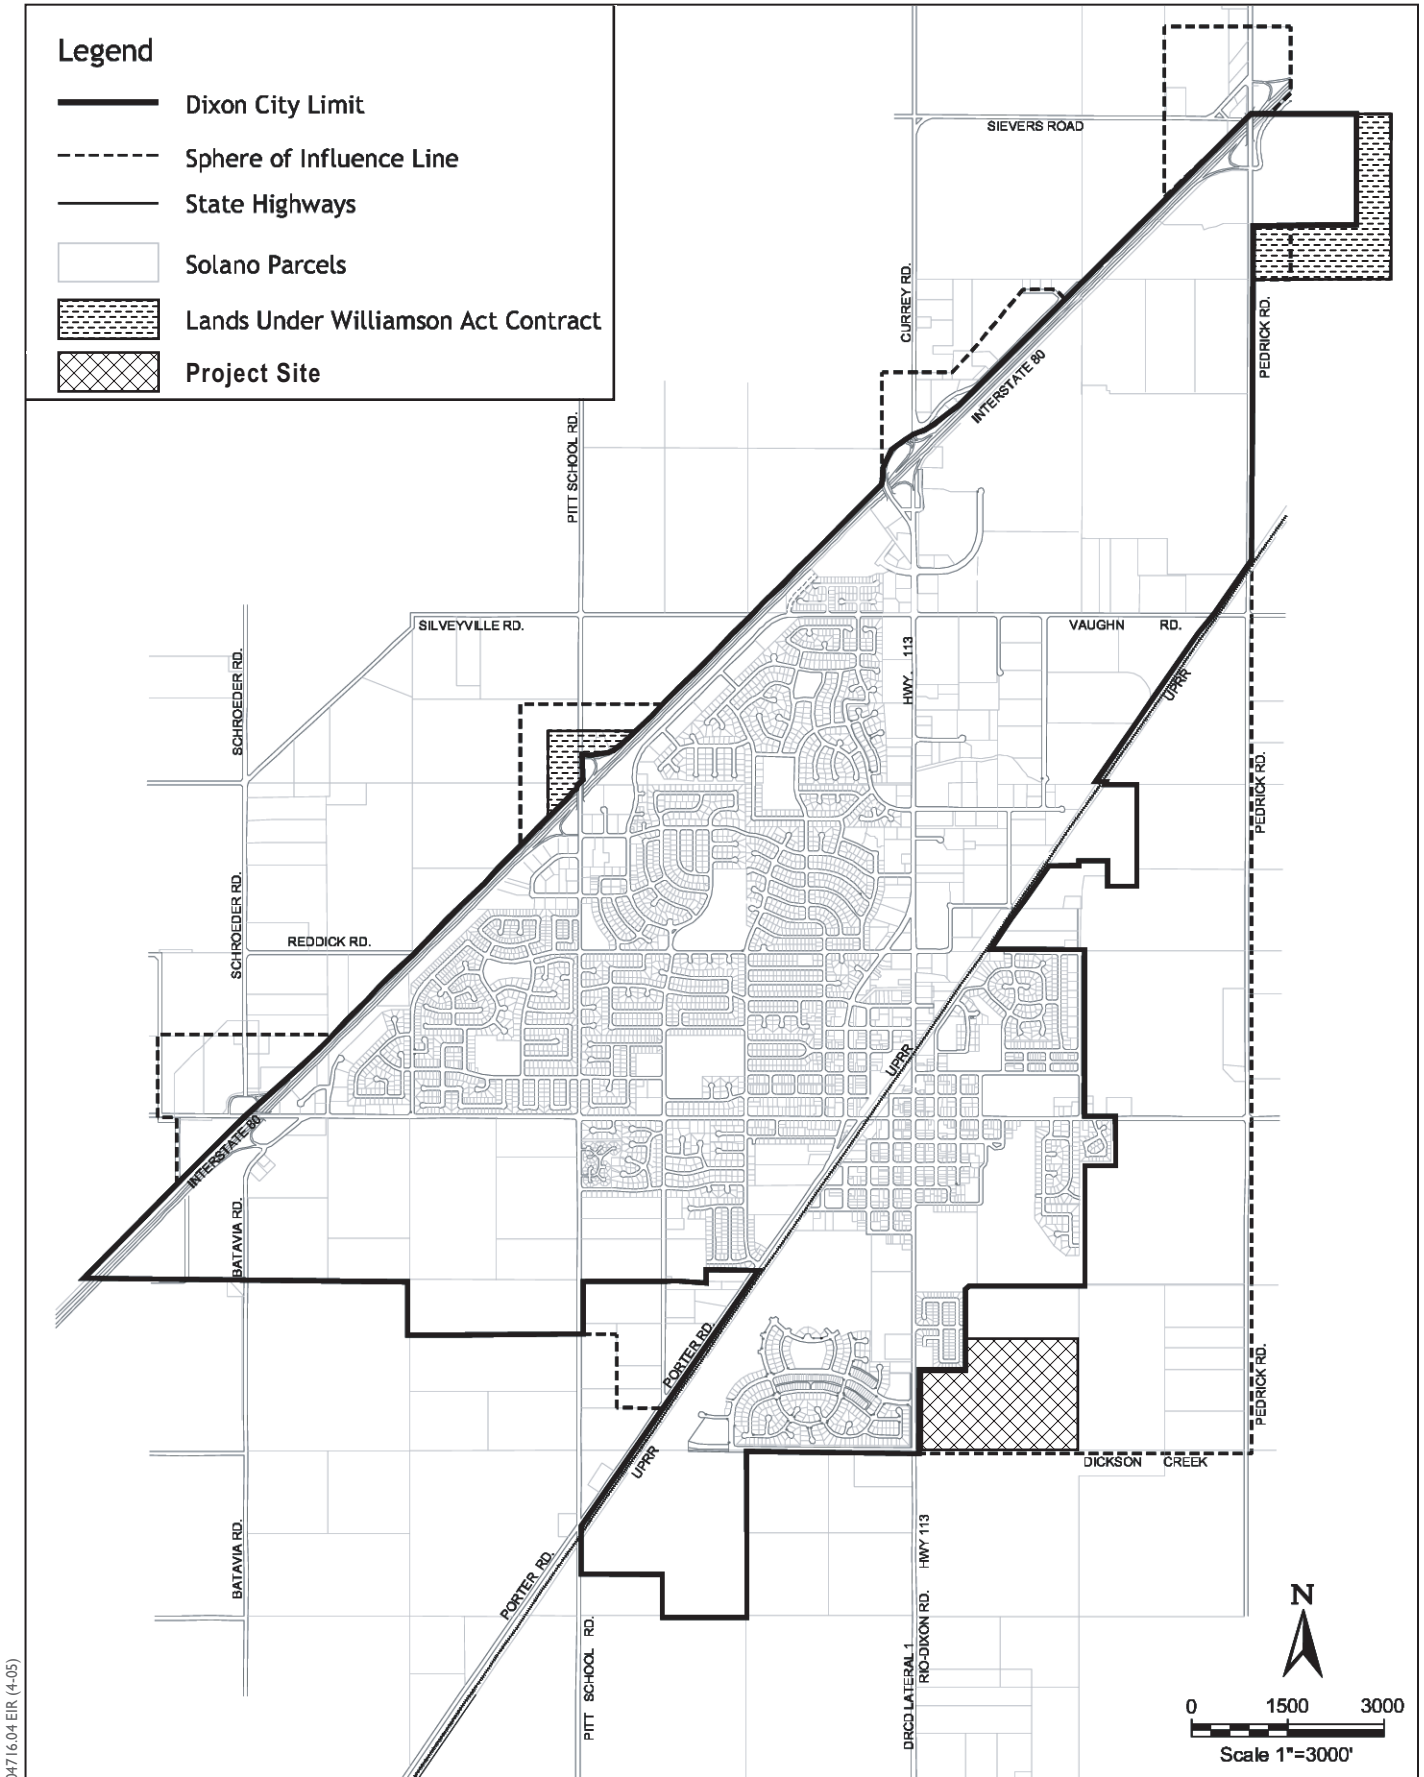 Legend
Dixon City Limit
Sphere of Influence Line
State Highways
Solano Parcels
Lands Under Williamson Act Contract
Project Site
SIEVERS ROAD
CURREY RD.
PEDRICK RD.
INTERSTATE 80
PITT SCHOOL RD.
SILVEYVILLE RD.
VAUGHN RD.
HWY. 113
SCHROEDER RD.
UPRR
PEDRICK RD.
SCHROEDER RD.
REDDICK RD.
UPRR
INTERSTATE 80
BATAVIA RD.
PORTER RD.
PEDRICK RD.
UPRR
DICKSON CREEK
BATAVIA RD.
HWY 113
PORTER RD.
PITT SCHOOL RD.
DRCD LATERAL 1
RIO-DIXON RD.
N
0 1500 3000
Scale 1"=3000'
04716.04 EIR (4-05)